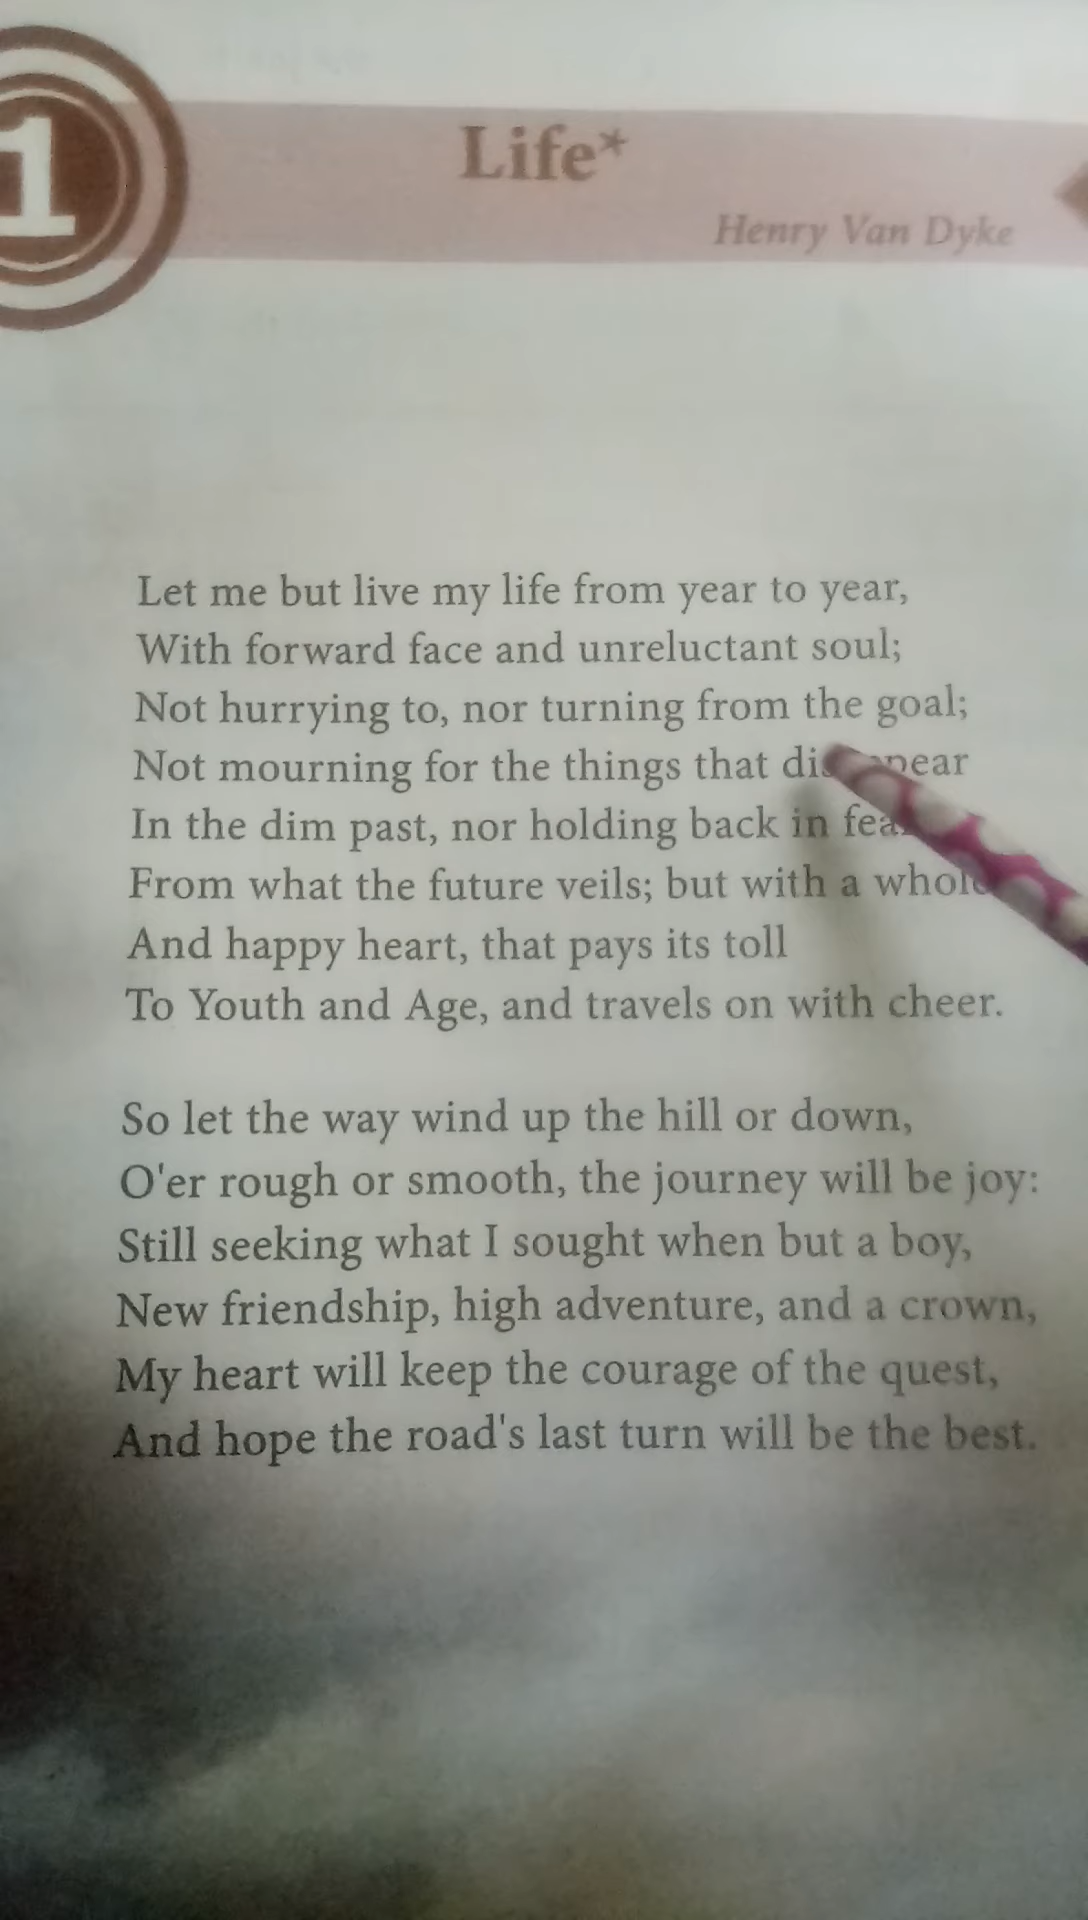 1
Life*
Henry Van Dyke
Let me but live my life from year to year,
With forward face and unreluctant soul;
Not hurrying to, nor turning from the goal;
Not mourning for the things that
In the dim past, nor holding back in
From what the future veils; but with a whole
And happy heart, that pays its toll
To Youth and Age, and travels on with cheer.
So let the way wind up the hill or down,
O'er rough or smooth, the journey will be joy:
Still seeking what I sought when but a boy,
New friendship, high adventure, and a crown,
My heart will keep the courage of the quest,
And hope the road's last turn will be the best.